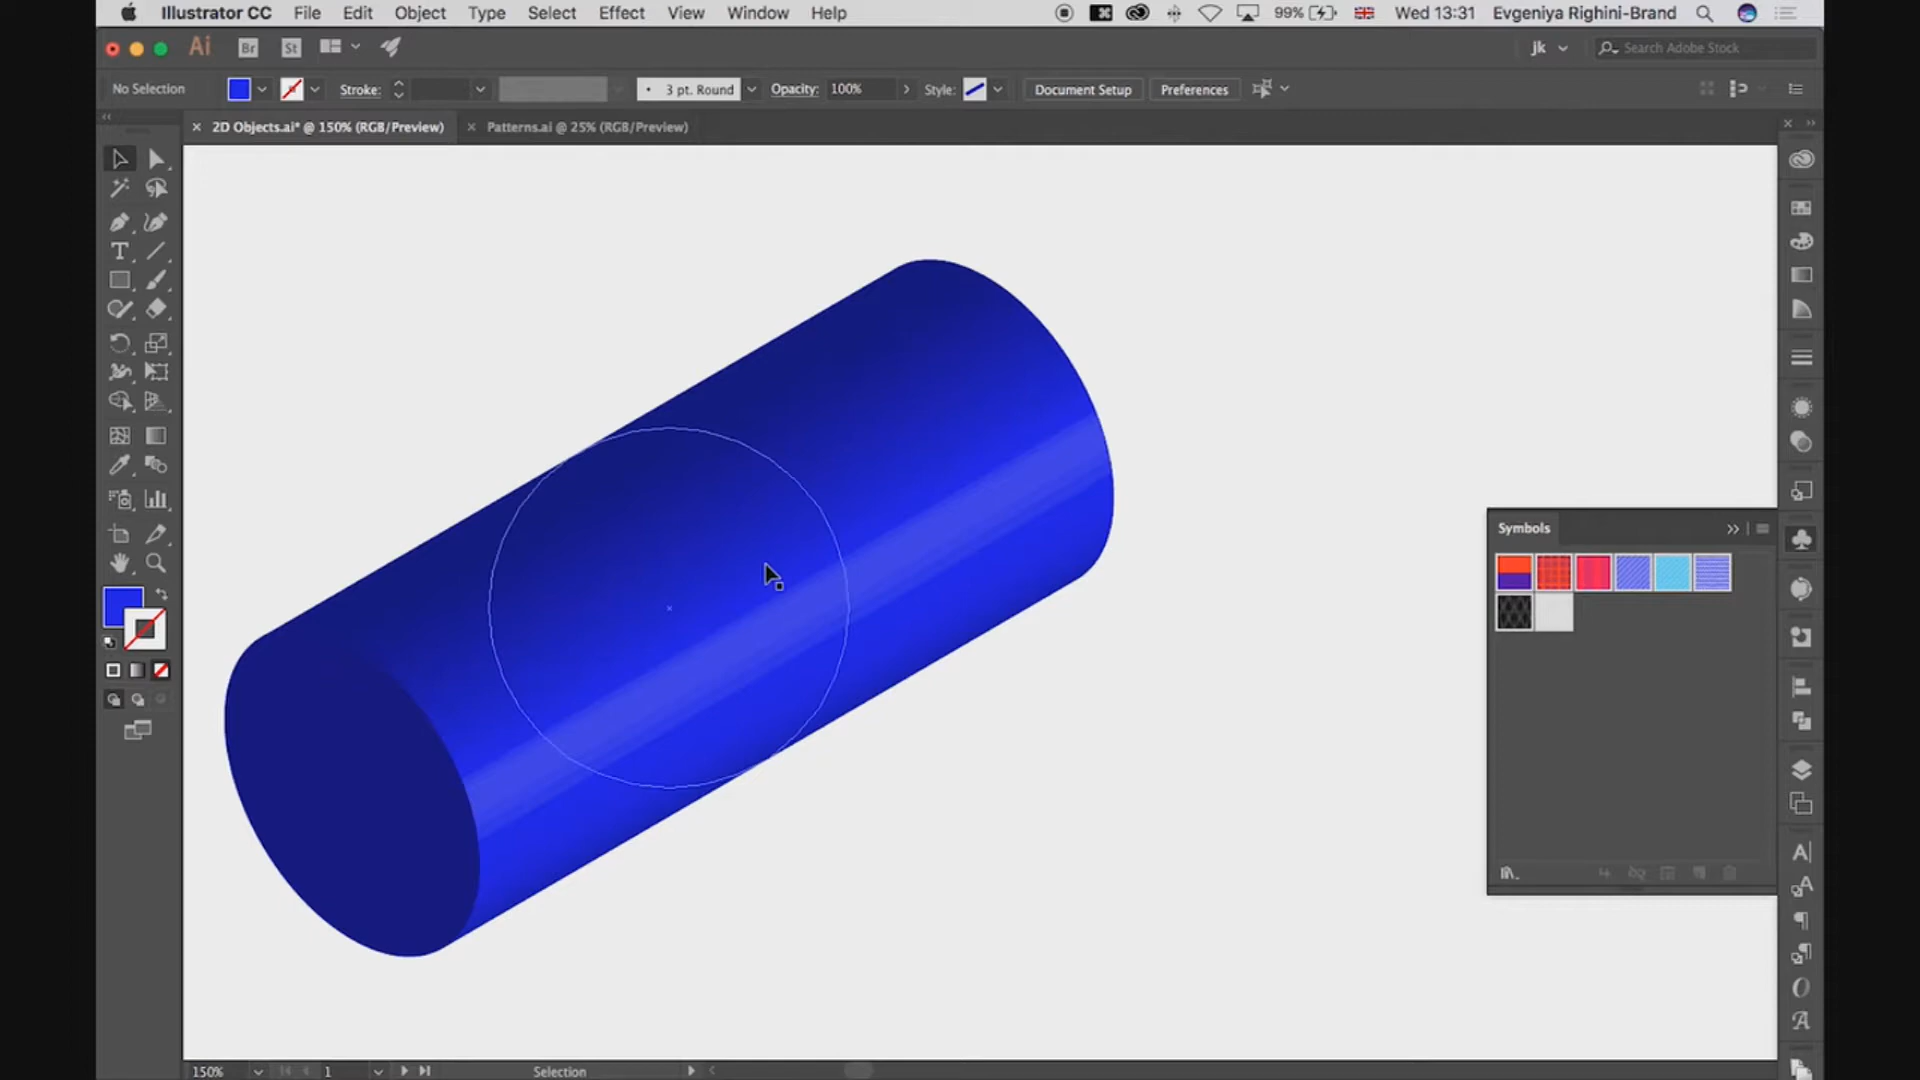 Illustrator CC File Edit Object Type Select Effect View Window Help 99% Wed 13:31 Evgeniya Righini-Brand
Ai Br St jk Search Adobe Stock
No Selection Stroke: 3 pt. Round Opacity: 100% Style: Document Setup Preferences
2D Objects.ai* @ 150% (RGB/Preview) Patterns.ai @ 25% (RGB/Preview)
Symbols
150% 1 Selection